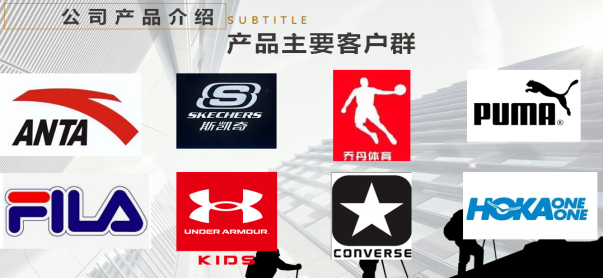 公司产品介绍
SUBTITLE
产品主要客户群
ANTA
S
SKECHERS
斯凯奇
乔丹体育
PUMA®
FILA
UNDER ARMOUR
KIDS
CONVERSE
HOKA ONE ONE